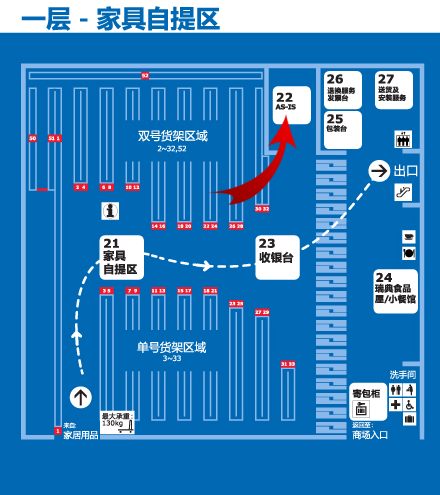 一层 - 家具自提区
52
26
退换服务
发票台
27
送货及
安装服务
22
AS-IS
25
包装台
50
51 1
双号货架区域
2~32,52
出口
3 4
6 8
10 12
30 32
14 16
18 20
22 24
26 28
21
家具
自提区
23
收银台
24
瑞典食品
屋/小餐馆
3 5
7 9
11 13
15 17
19 21
23 25
27 29
单号货架区域
3~33
31 33
洗手间
寄包柜
最大承重:
130kg
1
来自:
家居用品
返回至:
商场入口